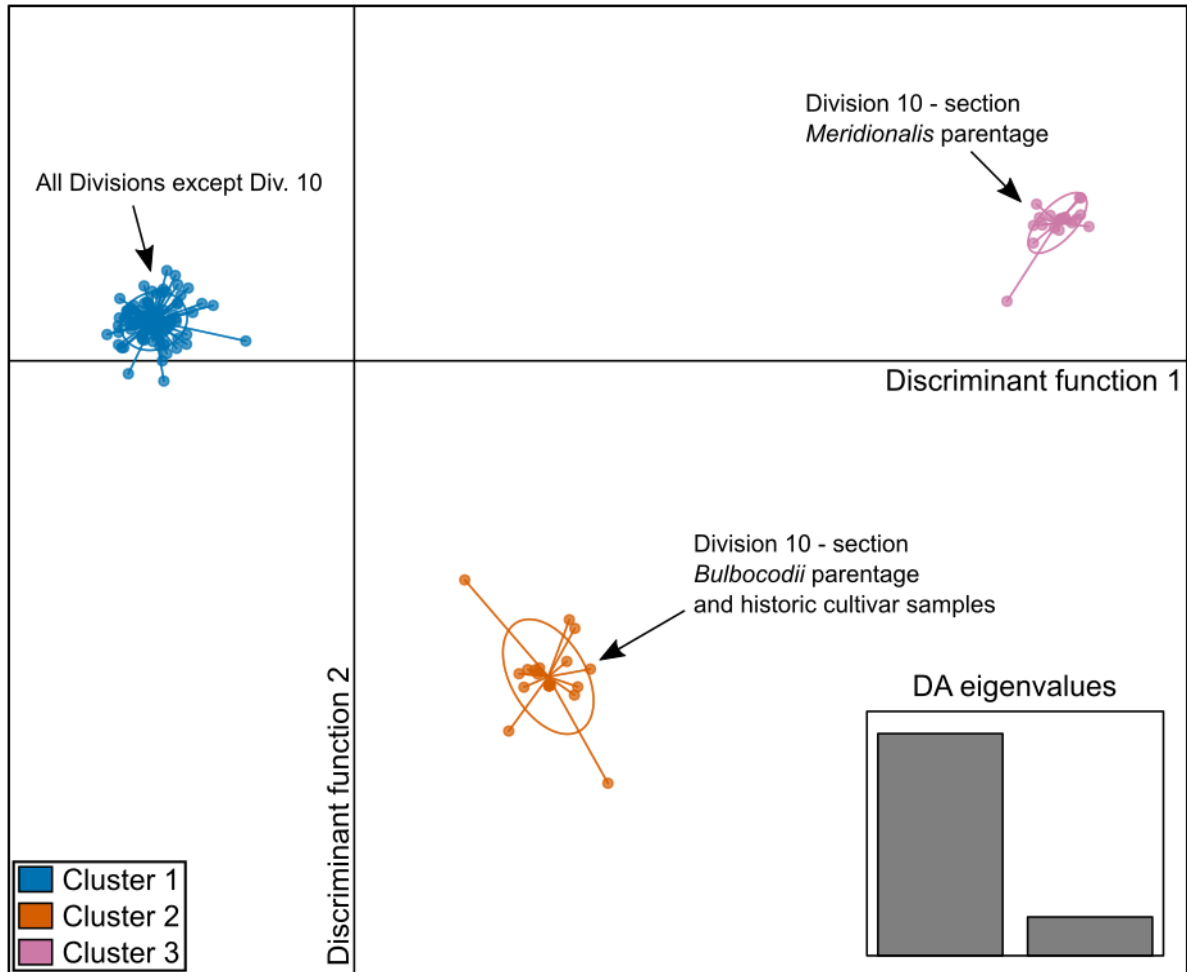 Division 10 - section
Meridionalis parentage
All Divisions except Div. 10
Discriminant function 1
Division 10 - section
Bulbocodii parentage
and historic cultivar samples
Discriminant function 2
DA eigenvalues
Cluster 1
Cluster 2
Cluster 3